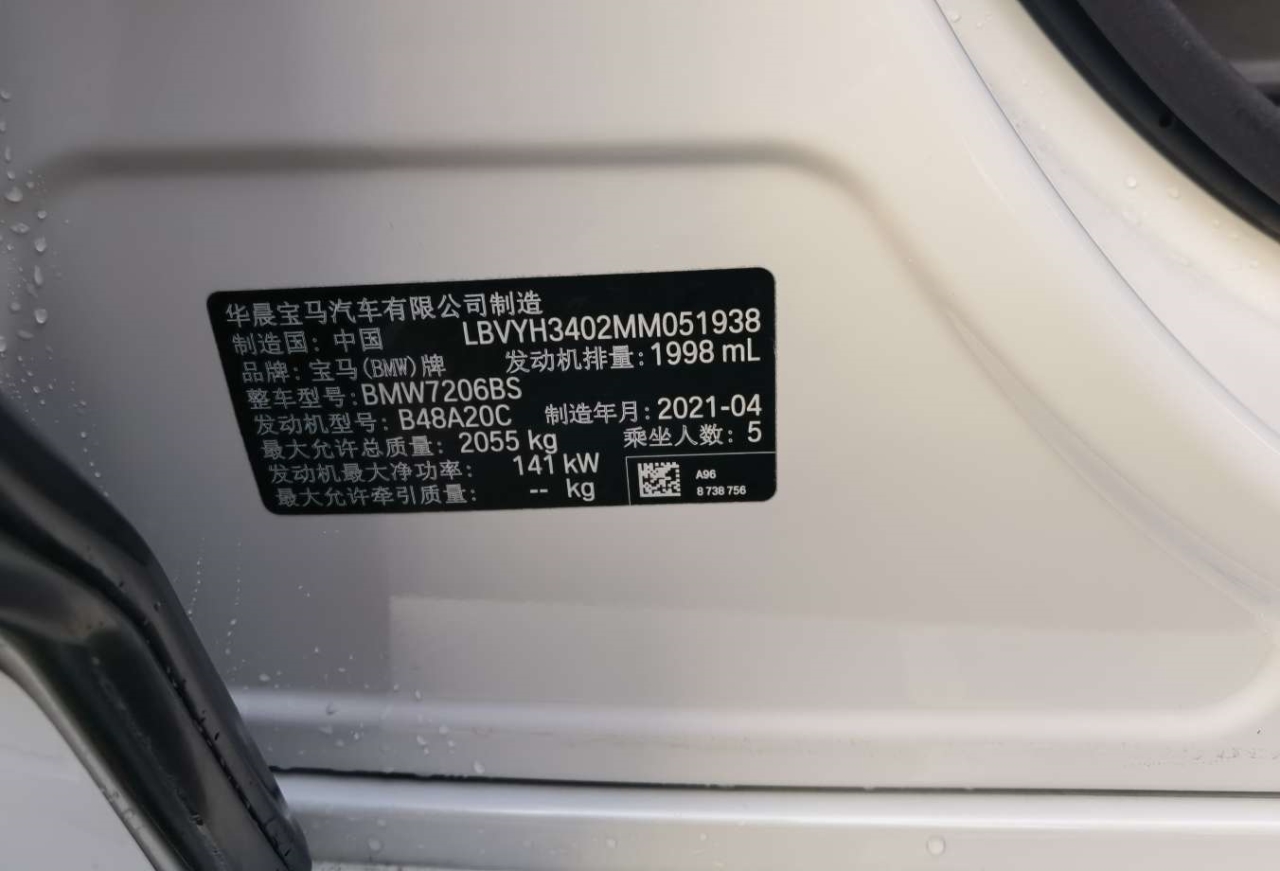 华晨宝马汽车有限公司制造
制造国：中国 LBVYH3402MM051938
品牌：宝马(BMW)牌 发动机排量：1998 mL
整车型号：BMW7206BS
发动机型号：B48A20C 制造年月：2021-04
最大允许总质量：2055 kg 乘坐人数：5
发动机最大净功率：141 kW
最大允许牵引质量：-- kg
A96
8 738 756